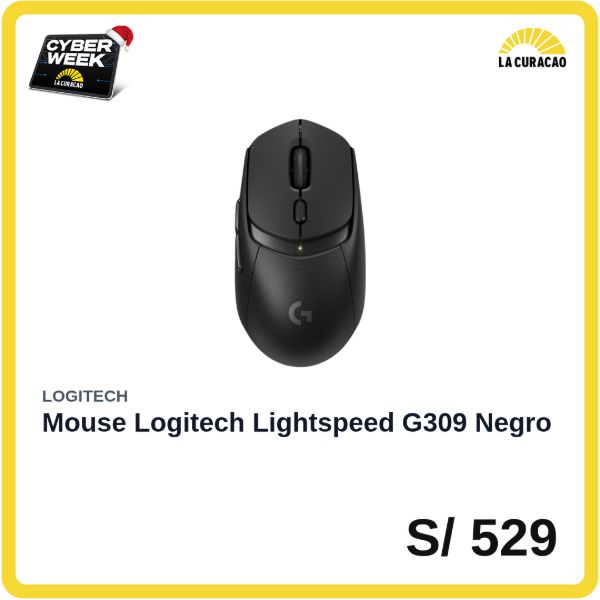 CYBER
WEEK
LA CURACAO
LA CURACAO
G
LOGITECH
Mouse Logitech Lightspeed G309 Negro
S/ 529